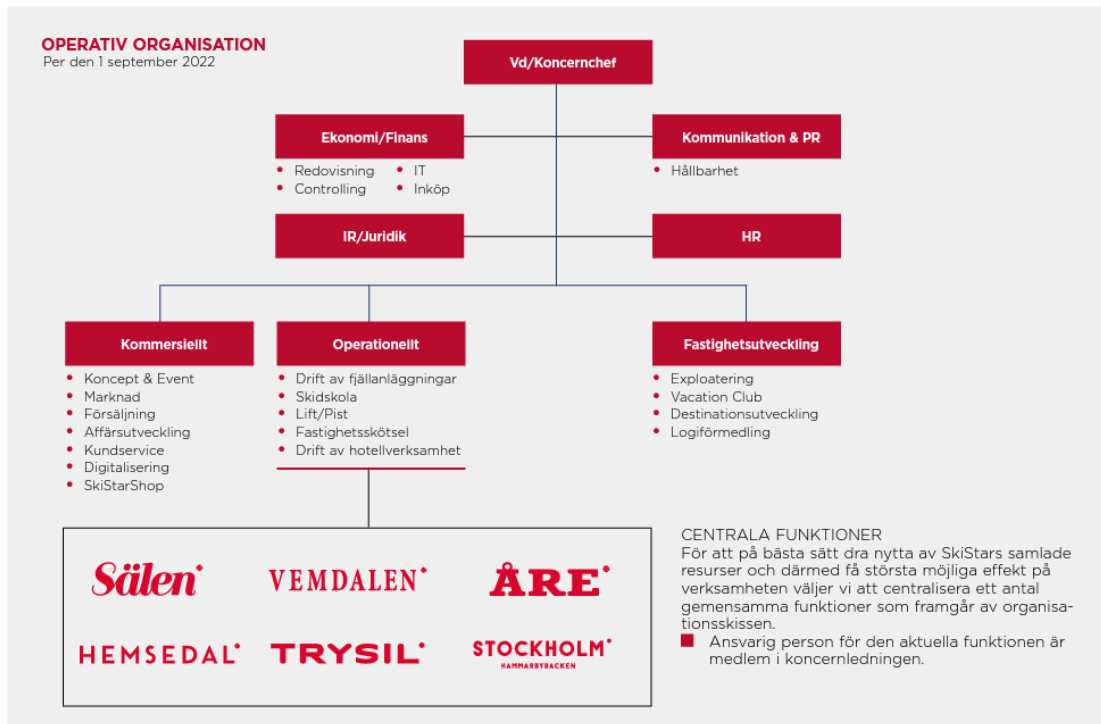 OPERATIV ORGANISATION
Per den 1 september 2022
Vd/Koncernchef
Ekonomi/Finans
• Redovisning
• Controlling
• IT
• Inköp
Kommunikation & PR
• Hållbarhet
IR/Juridik
HR
Kommersiellt
• Koncept & Event
• Marknad
• Försäljning
• Affärsutveckling
• Kundservice
• Digitalisering
• SkiStarShop
Operationellt
• Drift av fjällanläggningar
• Skidskola
• Lift/Pist
• Fastighetsskötsel
• Drift av hotellverksamhet
Fastighetsutveckling
• Exploatering
• Vacation Club
• Destinationsutveckling
• Logiförmedling
Sälen
VEMDALEN
ÅRE
HEMSEDAL
TRYSIL
STOCKHOLM
HAMMARBYBACKEN
CENTRALA FUNKTIONER
För att på bästa sätt dra nytta av SkiStars samlade
resurser och därmed få största möjliga effekt på
verksamheten väljer vi att centralisera ett antal
gemensamma funktioner som framgår av organisa-
tionsskissen.
Ansvarig person för den aktuella funktionen är
medlem i koncernledningen.